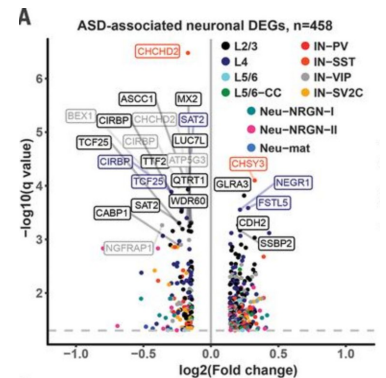 A
ASD-associated neuronal DEGs, n=458
CHCHD2
L2/3
IN-PV
L4
IN-SST
L5/6
IN-VIP
L5/6-CC
IN-SV2C
Neu-NRGN-I
Neu-NRGN-II
Neu-mat
ASCC1
MX2
BEX1
CIRBP
CHCHD2
SAT2
TCF25
CIRBP
LUC7L
CIRBP
TTF2
ATP5G3
CHSY3
TCF25
QTRT1
GLRA3
NEGR1
SAT2
WDR60
FSTL5
CABP1
CDH2
NGFRAP1
SSBP2
−log10(q value)
6
5
4
3
2
−1.0
−0.5
0.0
0.5
1.0
log2(Fold change)